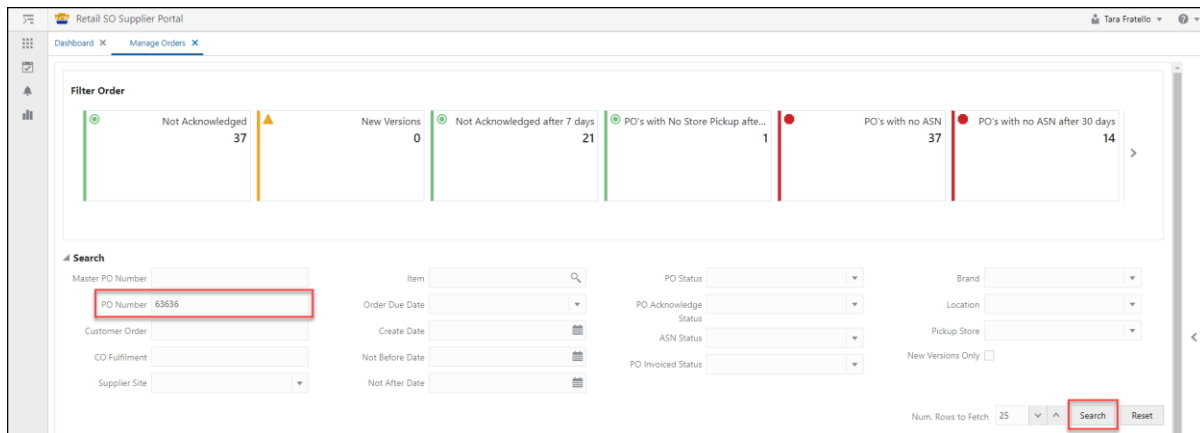 Retail SO Supplier Portal
Tara Fratello
Dashboard X Manage Orders X
Filter Order
Not Acknowledged
37
New Versions
0
Not Acknowledged after 7 days
21
PO's with No Store Pickup afte...
1
PO's with no ASN
37
PO's with no ASN after 30 days
14
Search
Master PO Number
PO Number 63636
Customer Order
CO Fulfilment
Supplier Site
Item
Order Due Date
Create Date
Not Before Date
Not After Date
PO Status
PO Acknowledge
Status
ASN Status
PO Invoiced Status
Brand
Location
Pickup Store
New Versions Only
Num. Rows to Fetch 25 Search Reset